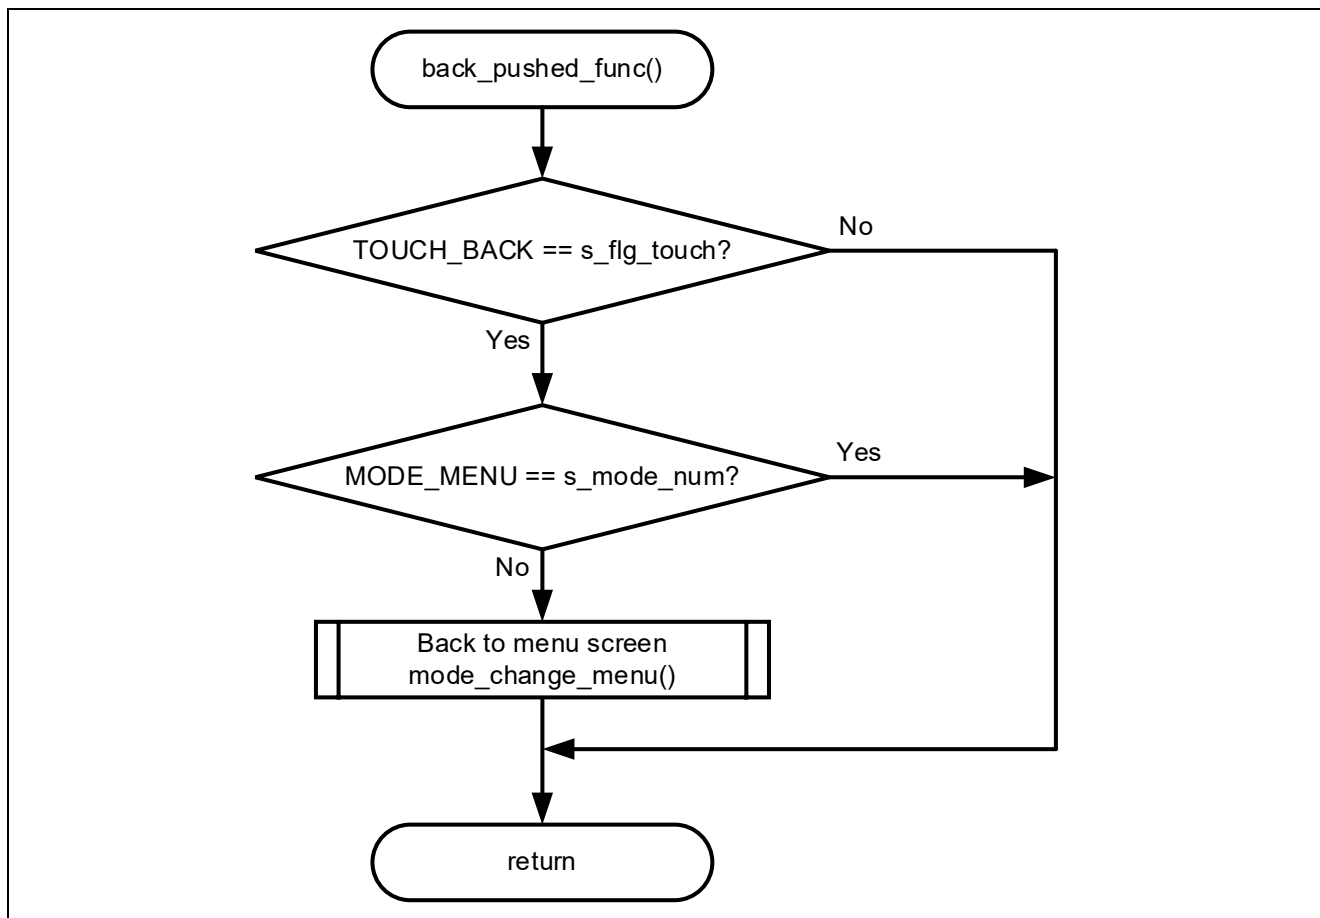 back_pushed_func()
TOUCH_BACK == s_flg_touch?
No
Yes
MODE_MENU == s_mode_num?
Yes
No
Back to menu screen
mode_change_menu()
return